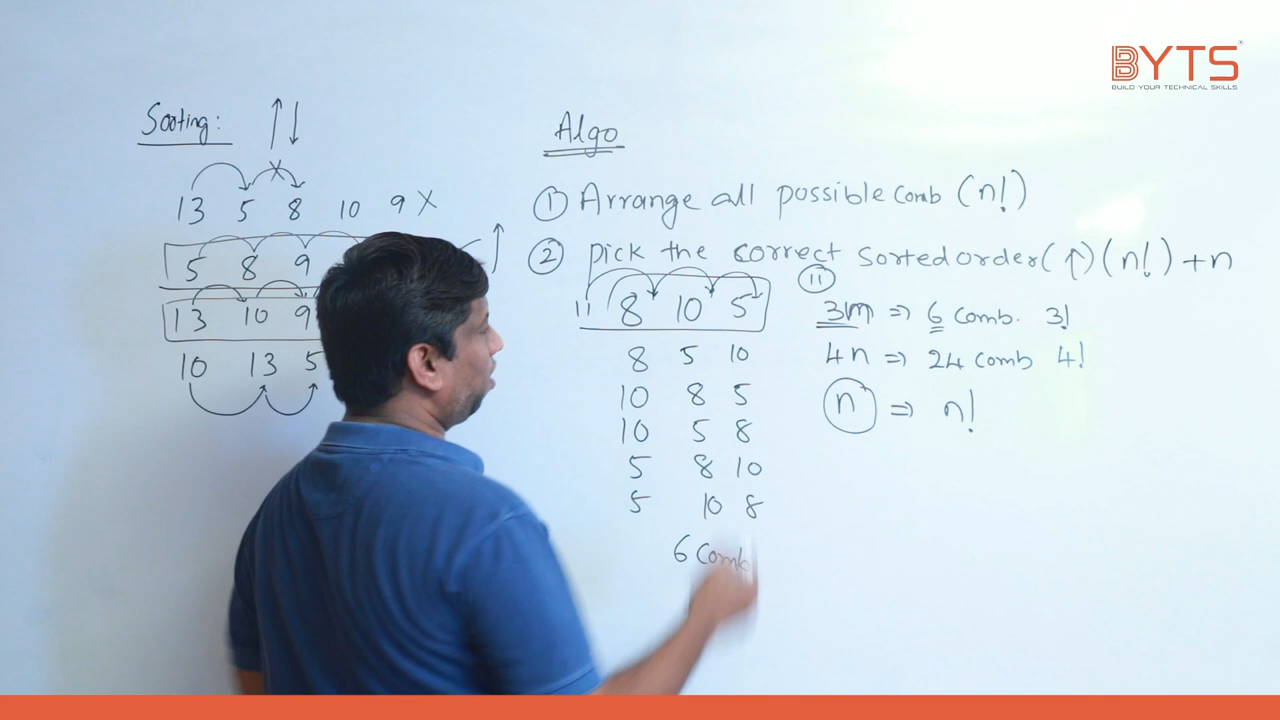 BYTS
BUILD YOUR TECHNICAL SKILLS
Sorting:
13 5 8 10 9 X
5 8 9
13 10 9
10 13 5
Algo
① Arrange all possible Comb (n!)
② pick the correct sorted order (↑) (n!) + n
11 8 10 5
8 5 10
10 8 5
10 5 8
5 8 10
5 10 8
6 Comb
11
3n => 6 Comb. 3!
4n => 24 Comb 4!
n => n!